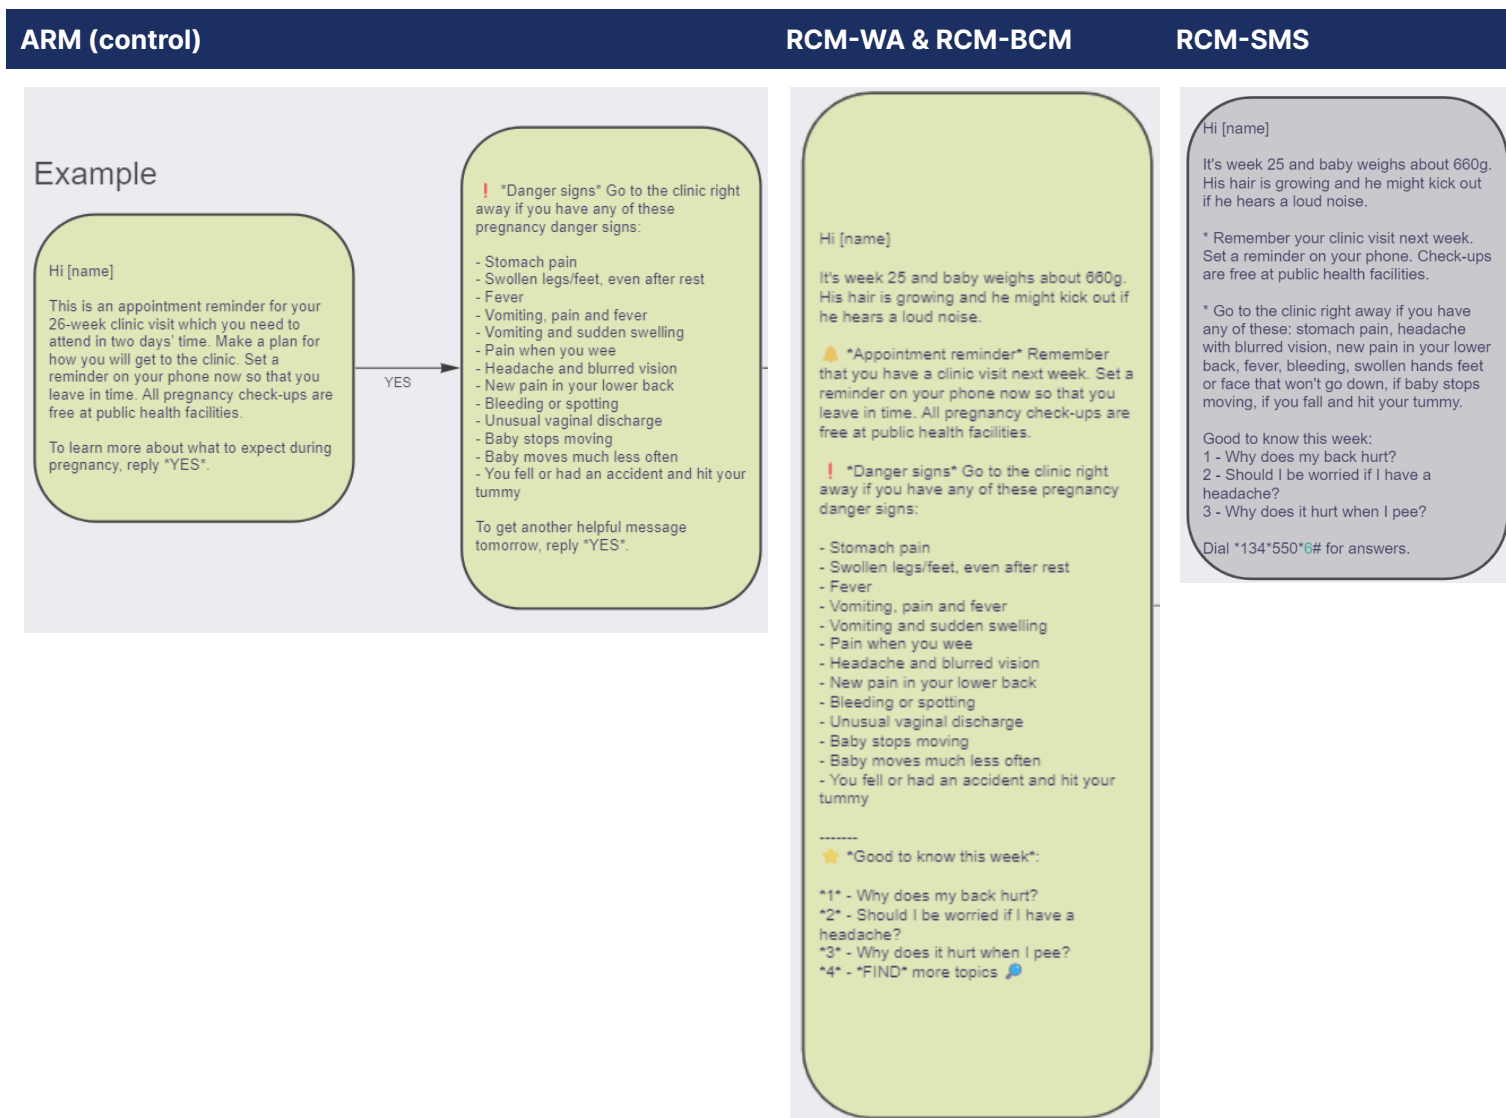 ARM (control)
RCM-WA & RCM-BCM
RCM-SMS
Example
Hi [name]
This is an appointment reminder for your
26-week clinic visit which you need to
attend in two days' time. Make a plan for
how you will get to the clinic. Set a
reminder on your phone now so that you
leave in time. All pregnancy check-ups are
free at public health facilities.
To learn more about what to expect during
pregnancy, reply *YES*.
YES
❗ *Danger signs* Go to the clinic right
away if you have any of these
pregnancy danger signs:
- Stomach pain
- Swollen legs/feet, even after rest
- Fever
- Vomiting, pain and fever
- Vomiting and sudden swelling
- Pain when you wee
- Headache and blurred vision
- New pain in your lower back
- Bleeding or spotting
- Unusual vaginal discharge
- Baby stops moving
- Baby moves much less often
- You fell or had an accident and hit your
tummy
To get another helpful message
tomorrow, reply *YES*.
Hi [name]
It's week 25 and baby weighs about 660g.
His hair is growing and he might kick out if
he hears a loud noise.
🔔 *Appointment reminder* Remember
that you have a clinic visit next week. Set a
reminder on your phone now so that you
leave in time. All pregnancy check-ups are
free at public health facilities.
❗ *Danger signs* Go to the clinic right
away if you have any of these pregnancy
danger signs:
- Stomach pain
- Swollen legs/feet, even after rest
- Fever
- Vomiting, pain and fever
- Vomiting and sudden swelling
- Pain when you wee
- Headache and blurred vision
- New pain in your lower back
- Bleeding or spotting
- Unusual vaginal discharge
- Baby stops moving
- Baby moves much less often
- You fell or had an accident and hit your
tummy
-------
⭐ *Good to know this week*:
*1* - Why does my back hurt?
*2* - Should I be worried if I have a
headache?
*3* - Why does it hurt when I pee?
*4* - *FIND* more topics 🔎
Hi [name]
It's week 25 and baby weighs about 660g.
His hair is growing and he might kick out
if he hears a loud noise.
* Remember your clinic visit next week.
Set a reminder on your phone. Check-ups
are free at public health facilities.
* Go to the clinic right away if you have
any of these: stomach pain, headache
with blurred vision, new pain in your lower
back, fever, bleeding, swollen hands feet
or face that won't go down, if baby stops
moving, if you fall and hit your tummy.
Good to know this week:
1 - Why does my back hurt?
2 - Should I be worried if I have a
headache?
3 - Why does it hurt when I pee?
Dial *134*550*6# for answers.